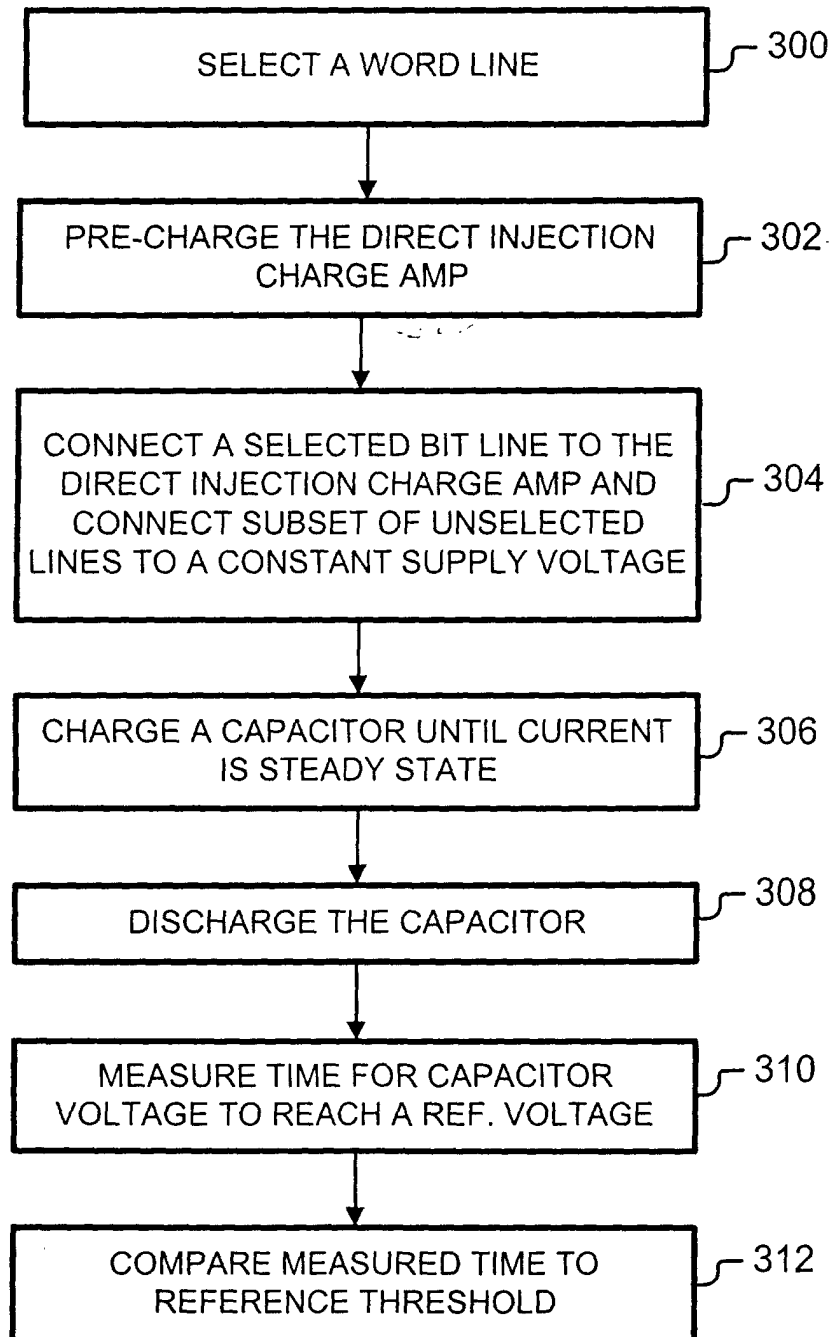 SELECT A WORD LINE
300
PRE-CHARGE THE DIRECT INJECTION
CHARGE AMP
302
CONNECT A SELECTED BIT LINE TO THE
DIRECT INJECTION CHARGE AMP AND
CONNECT SUBSET OF UNSELECTED
LINES TO A CONSTANT SUPPLY VOLTAGE
304
CHARGE A CAPACITOR UNTIL CURRENT
IS STEADY STATE
306
DISCHARGE THE CAPACITOR
308
MEASURE TIME FOR CAPACITOR
VOLTAGE TO REACH A REF. VOLTAGE
310
COMPARE MEASURED TIME TO
REFERENCE THRESHOLD
312